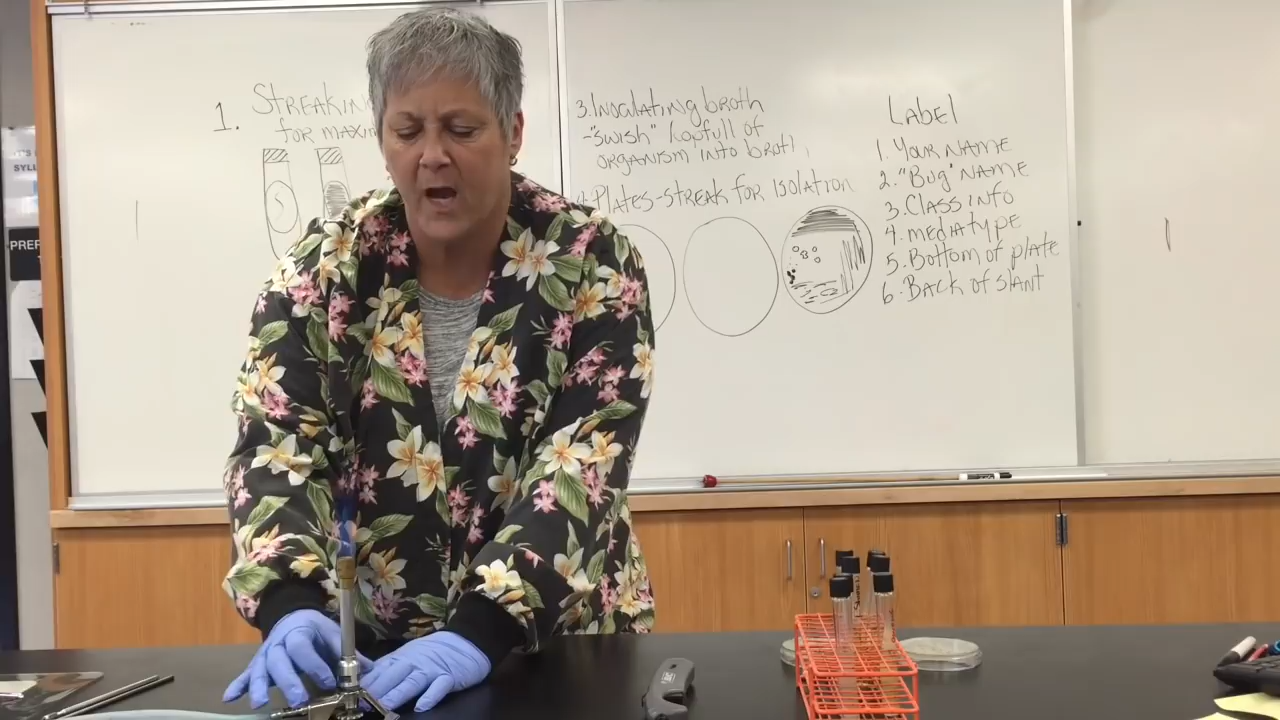 1. STREAKIN
FOR MAXIM
3. INOCULATING BROTH
-"SWISH" LOOPFULL OF
ORGANISM INTO BROTH
4. PLATES-STREAK FOR ISOLATION
LABEL
1. YOUR NAME
2. "BUG" NAME
3. CLASS INFO
4. MEDIA TYPE
5. BOTTOM OF PLATE
6. BACK OF SLANT
SYLL
PREP